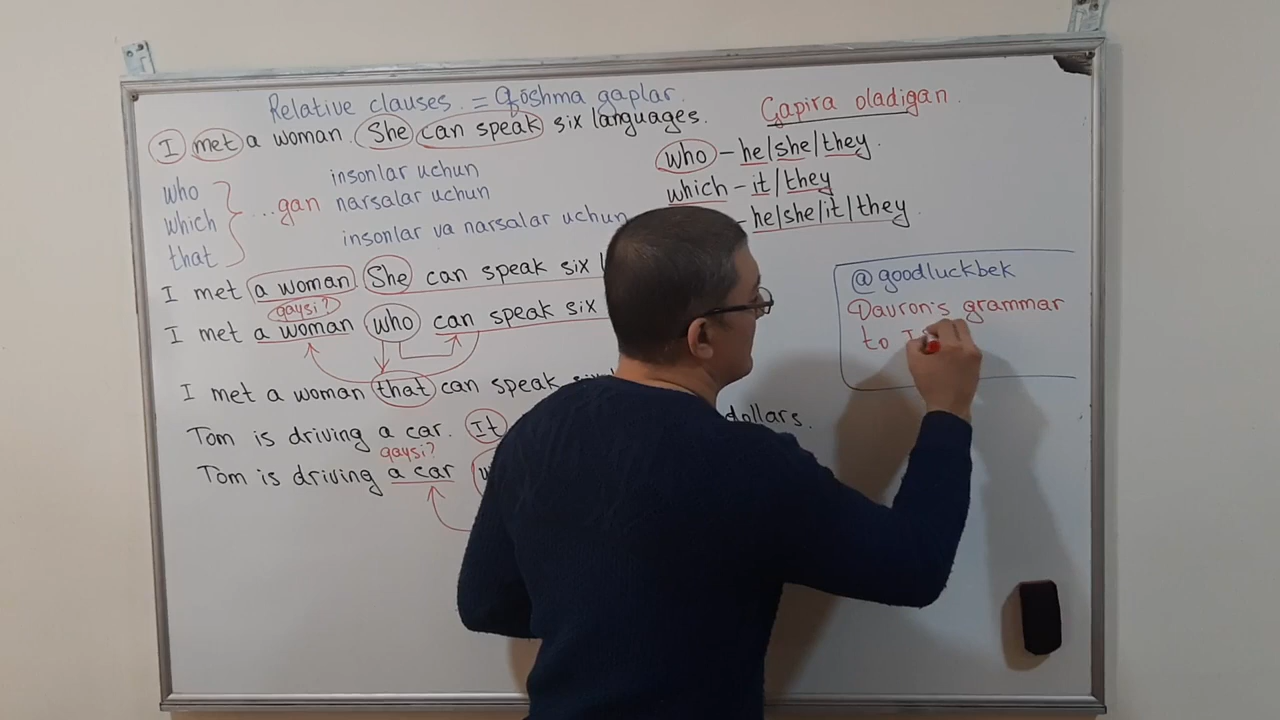 Relative clauses. = Qōshma gaplar.
I met a woman. She can speak six languages.
who
which
that
...gan
insonlar uchun
narsalar uchun
insonlar va narsalar uchun
I met a woman She can speak six
qaysi?
I met a woman who can speak six
I met a woman that can speak
Tom is driving a car. It dollars.
qaysi?
Tom is driving a car
Gapira oladigan.
who - he/she/they.
which - it/they
- he/she/it/they
@goodluckbek
Davron's grammar
to